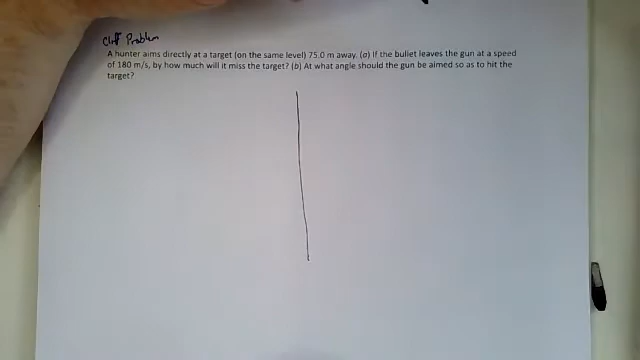 Cliff Problem
A hunter aims directly at a target (on the same level) 75.0 m away. (a) If the bullet leaves the gun at a speed
of 180 m/s, by how much will it miss the target? (b) At what angle should the gun be aimed so as to hit the
target?